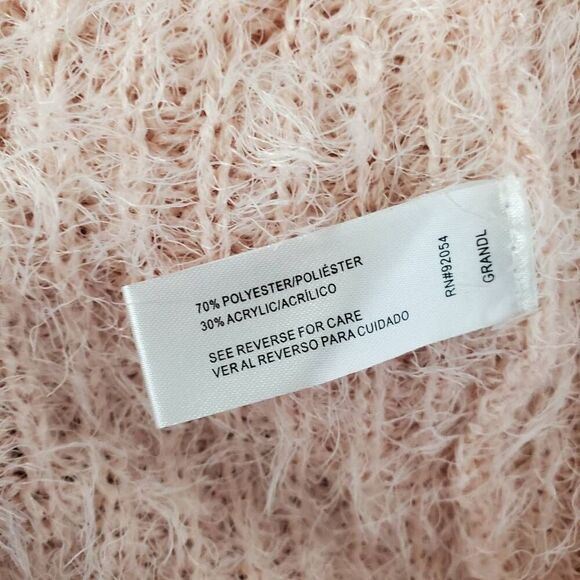 70% POLYESTER/POLIÉSTER
30% ACRYLIC/ACRÍLICO
SEE REVERSE FOR CARE
VER AL REVERSO PARA CUIDADO
RN#92054
GRANDL